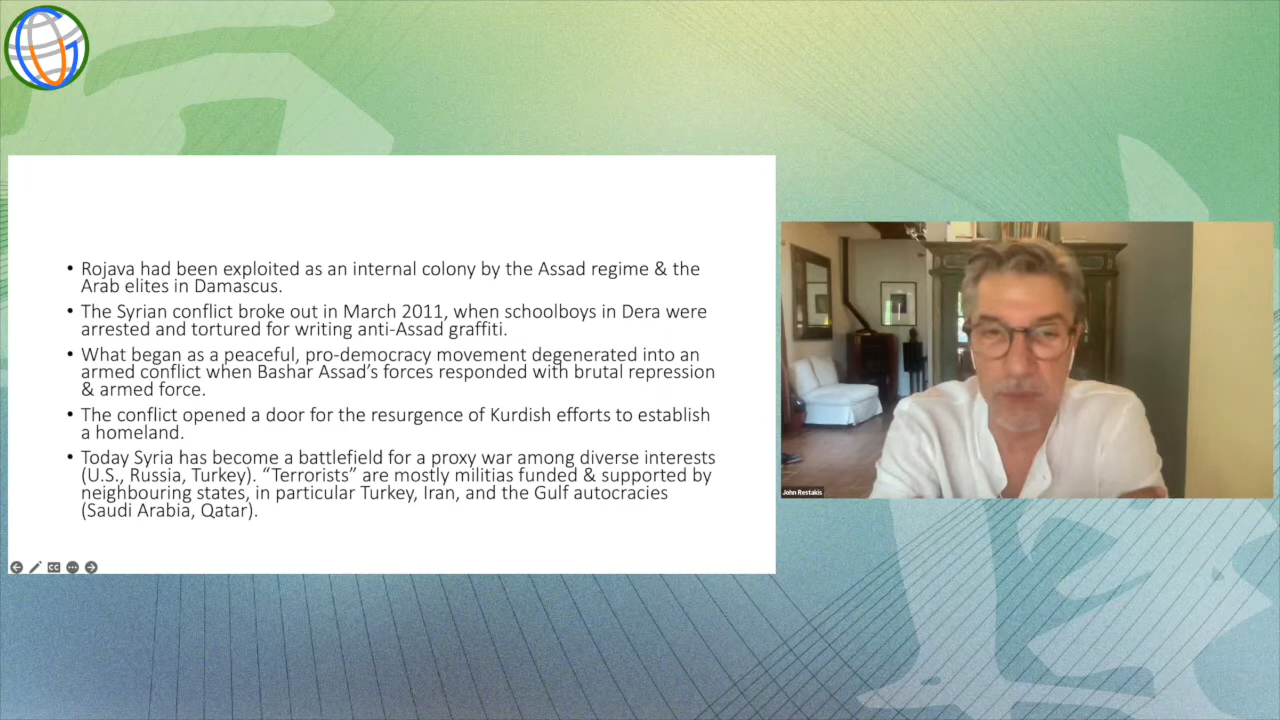 • Rojava had been exploited as an internal colony by the Assad regime & the
Arab elites in Damascus.
• The Syrian conflict broke out in March 2011, when schoolboys in Dera were
arrested and tortured for writing anti-Assad graffiti.
• What began as a peaceful, pro-democracy movement degenerated into an
armed conflict when Bashar Assad's forces responded with brutal repression
& armed force.
• The conflict opened a door for the resurgence of Kurdish efforts to establish
a homeland.
• Today Syria has become a battlefield for a proxy war among diverse interests
(U.S., Russia, Turkey). “Terrorists” are mostly militias funded & supported by
neighbouring states, in particular Turkey, Iran, and the Gulf autocracies
(Saudi Arabia, Qatar).
CC
John Restakis